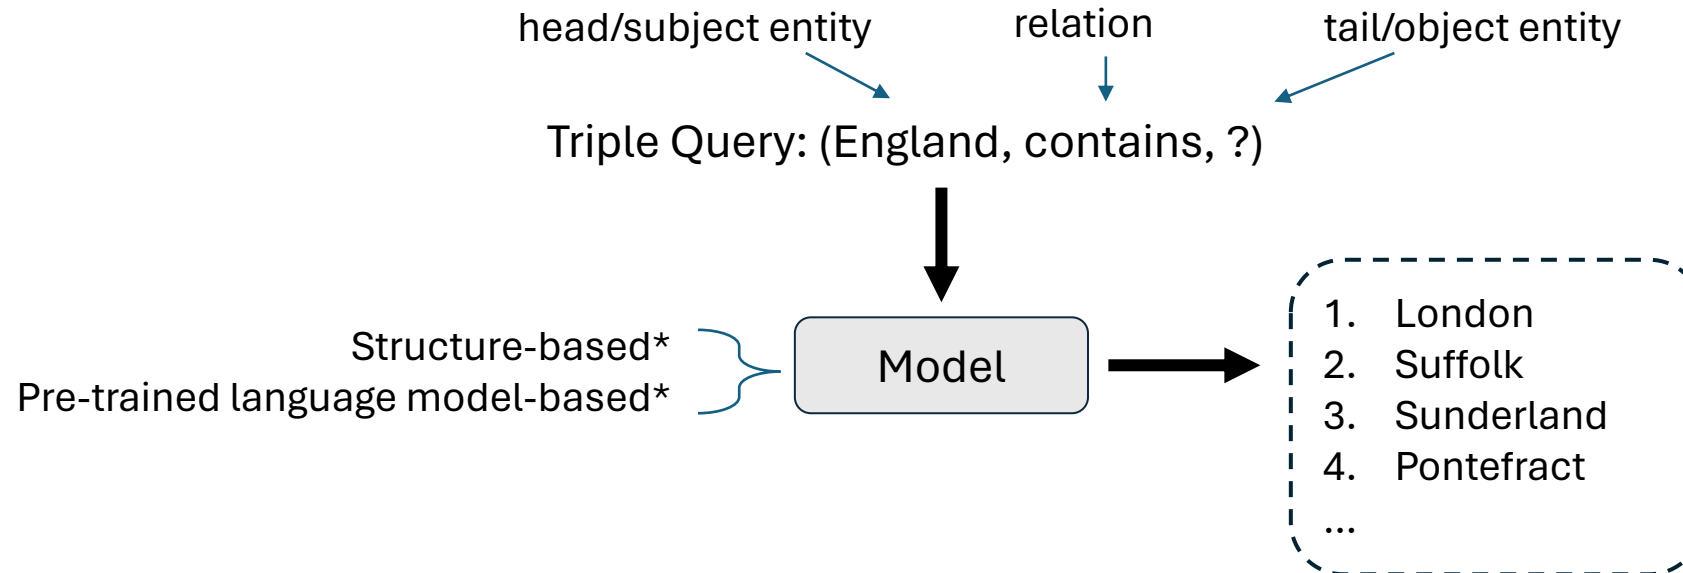 head/subject entity
relation
tail/object entity
Triple Query: (England, contains, ?)
Structure-based*
Pre-trained language model-based*
Model
1. London
2. Suffolk
3. Sunderland
4. Pontefract
...